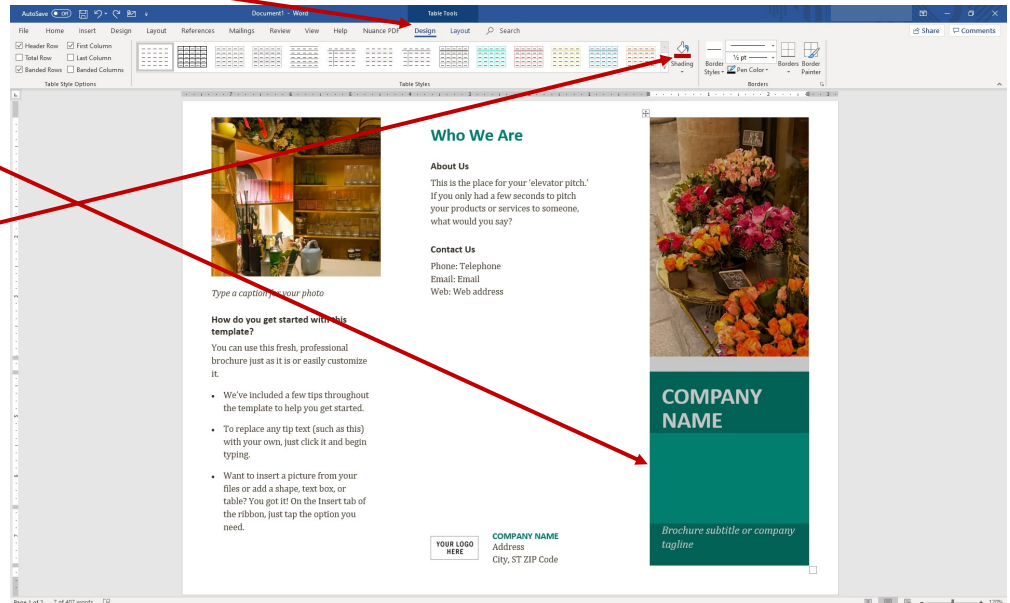 AutoSave Off
Document1 - Word
Table Tools
File Home Insert Design Layout References Mailings Review View Help Nuance PDF Design Layout Search
Share Comments
Header Row First Column
Total Row Last Column
Banded Rows Banded Columns
Table Style Options
Table Styles
Shading
Border Styles
½ pt
Pen Color
Borders
Border Painter
Borders
Type a caption for your photo
How do you get started with this
template?
You can use this fresh, professional
brochure just as it is or easily customize
it.
• We've included a few tips throughout
the template to help you get started.
• To replace any tip text (such as this)
with your own, just click it and begin
typing.
• Want to insert a picture from your
files or add a shape, text box, or
table? You got it! On the Insert tab of
the ribbon, just tap the option you
need.
Who We Are
About Us
This is the place for your 'elevator pitch.'
If you only had a few seconds to pitch
your products or services to someone,
what would you say?
Contact Us
Phone: Telephone
Email: Email
Web: Web address
YOUR LOGO
HERE
COMPANY NAME
Address
City, ST ZIP Code
COMPANY
NAME
Brochure subtitle or company
tagline
Page 1 of 2 7 of 407 words
120%